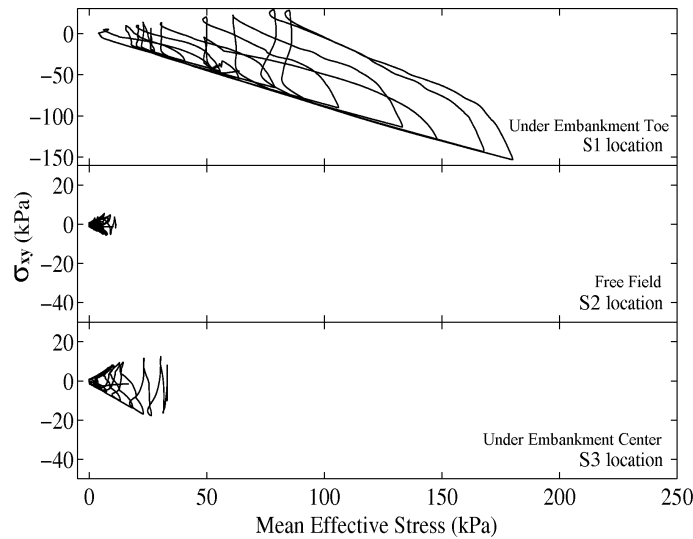 0
−50
−100
−150
Under Embankment Toe
S1 location
20
0
−20
−40
σxy (kPa)
Free Field
S2 location
20
0
−20
−40
Under Embankment Center
S3 location
0 50 100 150 200 250
Mean Effective Stress (kPa)